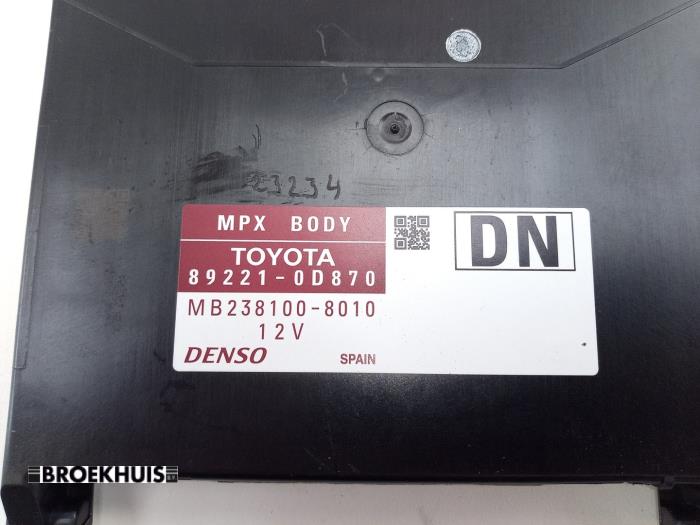 23234
MPX BODY
TOYOTA
89221-0D870
MB238100-8010
12V
DENSO
SPAIN
DN
BROEKHUIS